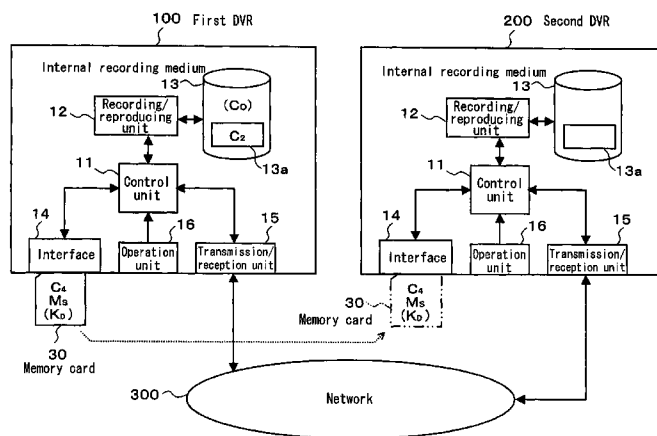 100 First DVR
Internal recording medium
13
12
Recording/
reproducing
unit
(CD)
C2
13a
11
Control
unit
14
Interface
16
Operation
unit
15
Transmission/
reception unit
C4
MS
(KD)
30
Memory card
200 Second DVR
Internal recording medium
13
12
Recording/
reproducing
unit
13a
11
Control
unit
14
Interface
16
Operation
unit
15
Transmission/
reception unit
30
Memory card
C4
MS
(KD)
300
Network